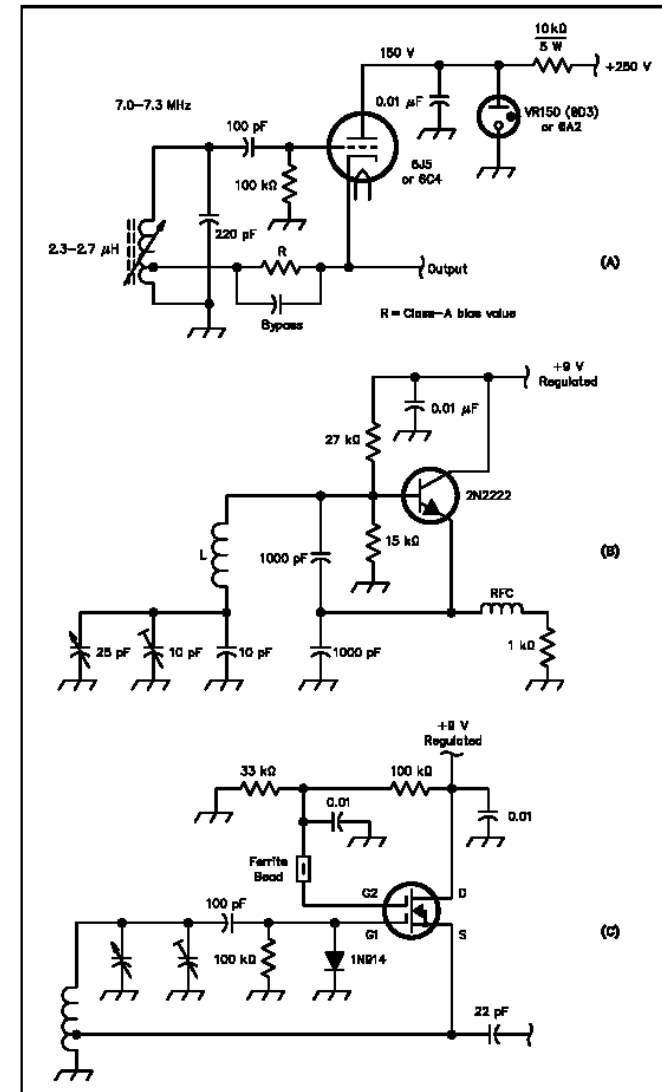 10 kΩ
5 W
150 V
+250 V
7.0–7.3 MHz
0.01 μF
VR150 (0D3)
or 0A2
100 pF
6J5
or 6C4
100 kΩ
220 pF
2.3–2.7 μH
R
Output
(A)
Bypass
R = Class–A bias value
+9 V
Regulated
0.01 μF
27 kΩ
2N2222
L
1000 pF
15 kΩ
(B)
RFC
25 pF
10 pF
10 pF
1000 pF
1 kΩ
+9 V
Regulated
33 kΩ
100 kΩ
0.01
0.01
Ferrite
Bead
G2
D
100 pF
G1
S
(C)
100 kΩ
1N914
22 pF